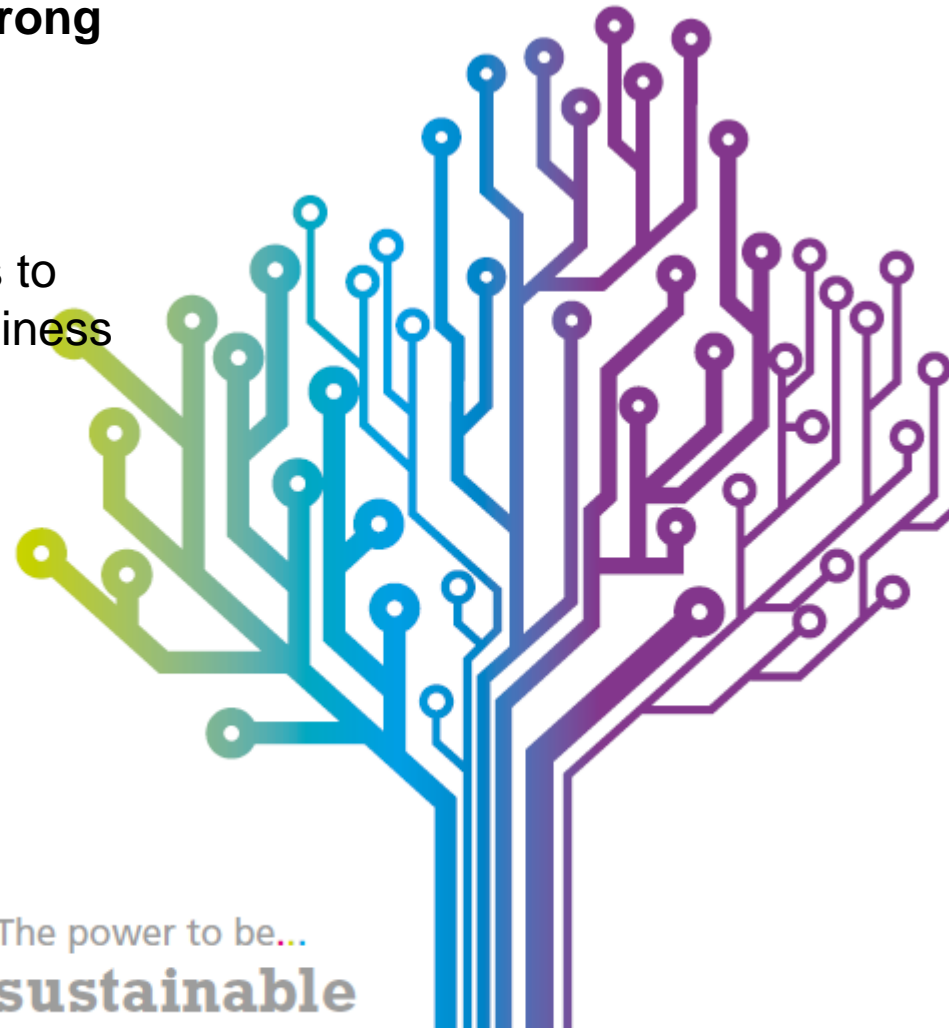 rong
s to
iness
The power to be...
sustainable